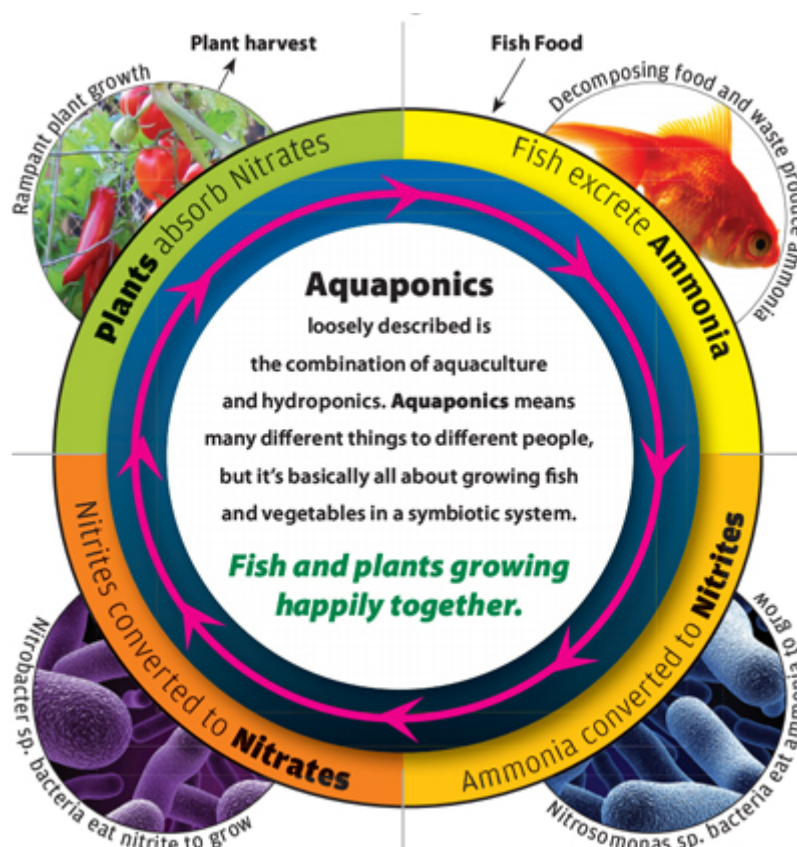 Plant harvest
Fish Food
Rampant plant growth
Decomposing food and waste produce ammonia
Plants absorb Nitrates
Fish excrete Ammonia
Aquaponics
loosely described is
the combination of aquaculture
and hydroponics. Aquaponics means
many different things to different people,
but it's basically all about growing fish
and vegetables in a symbiotic system.
Fish and plants growing
happily together.
Nitrites converted to Nitrates
Ammonia converted to Nitrites
Nitrobacter sp. bacteria eat nitrite to grow
Nitrosomonas sp. bacteria eat ammonia to grow